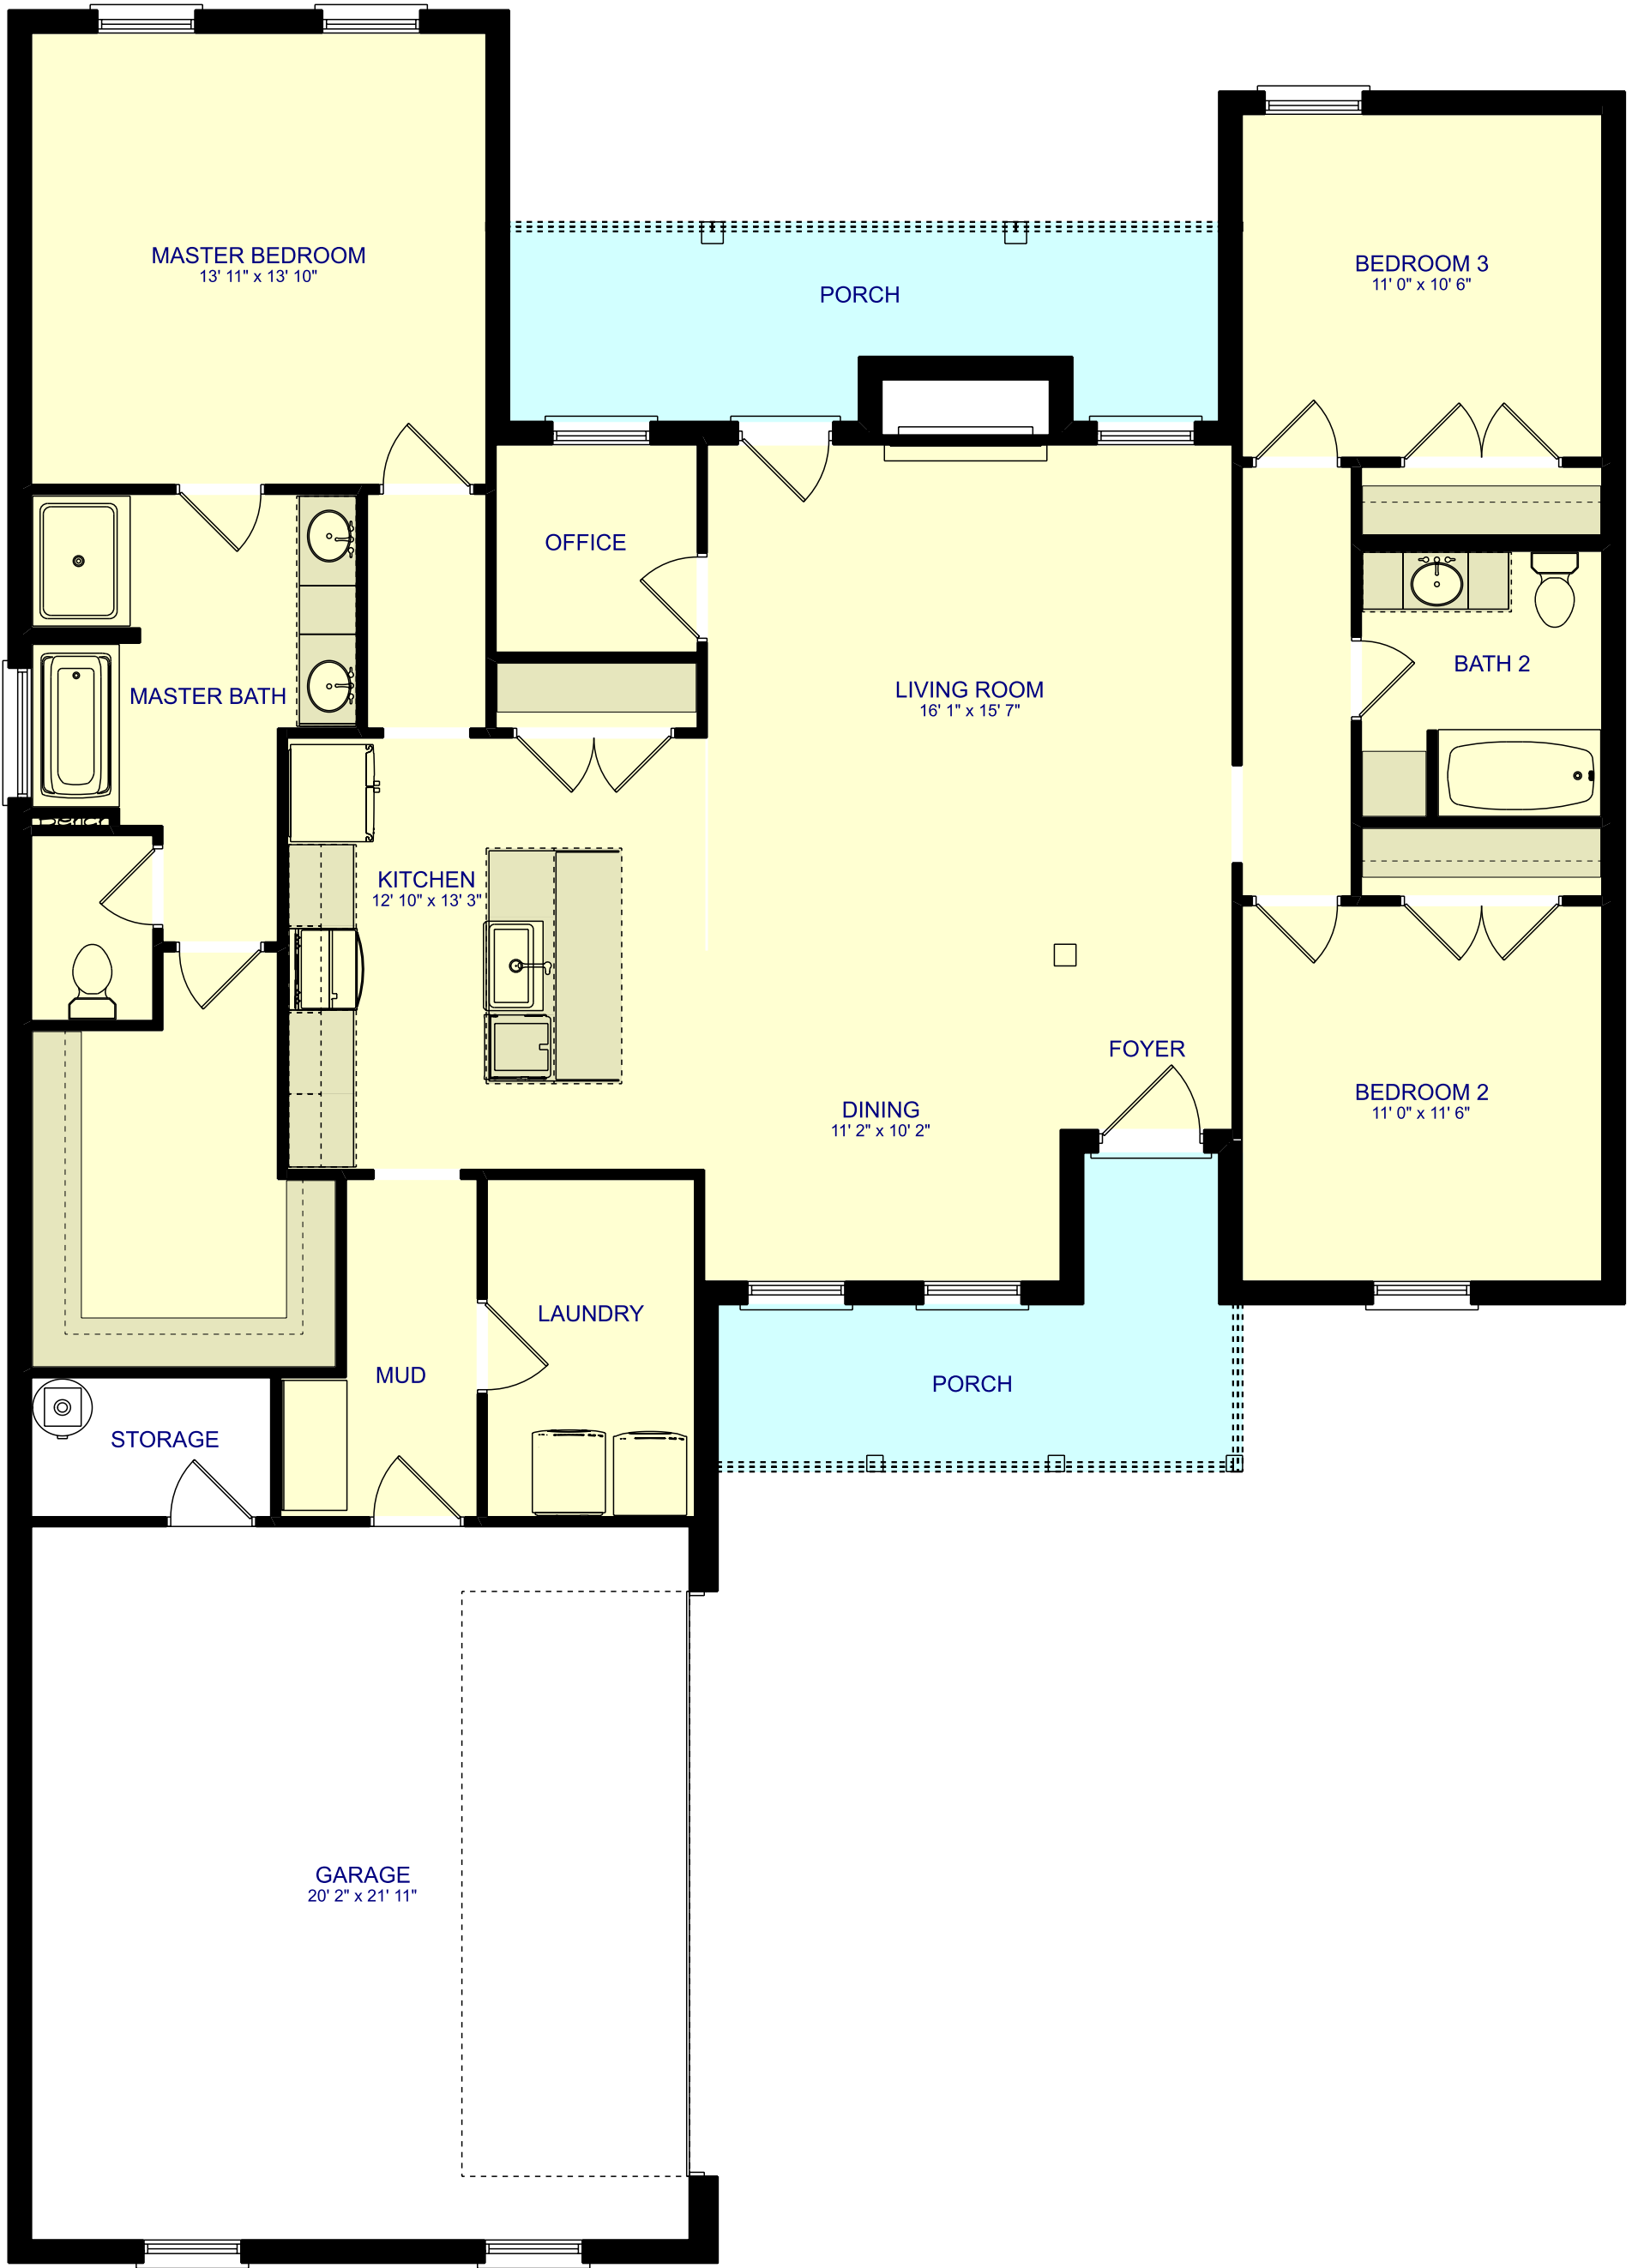 MASTER BEDROOM
13' 11" x 13' 10"
PORCH
BEDROOM 3
11' 0" x 10' 6"
OFFICE
MASTER BATH
LIVING ROOM
16' 1" x 15' 7"
BATH 2
KITCHEN
12' 10" x 13' 3"
FOYER
DINING
11' 2" x 10' 2"
BEDROOM 2
11' 0" x 11' 6"
LAUNDRY
MUD
PORCH
STORAGE
GARAGE
20' 2" x 21' 11"